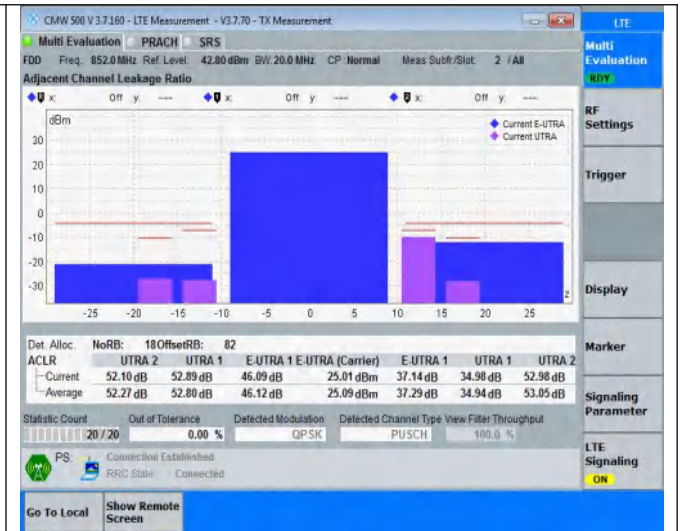 CMW 500 V 3.7.160 - LTE Measurement - V3.7.70 - TX Measurement
LTE
Multi Evaluation PRACH SRS
Multi Evaluation
RDY
FDD Freq.: 852.0 MHz Ref. Level: 42.80 dBm BW: 20.0 MHz CP: Normal Meas Subfr./Slot: 2 / All
Adjacent Channel Leakage Ratio
x: Off y: --- x: Off y: --- x: Off y: ---
dBm
Current E-UTRA
Current UTRA
30
20
10
0
-10
-20
-30
-25 -20 -15 -10 -5 0 5 10 15 20 25
z
RF Settings
Trigger
Display
Marker
Signaling Parameter
LTE Signaling
ON
Det. Alloc. NoRB: 18 OffsetRB: 82
ACLR UTRA 2 UTRA 1 E-UTRA 1 E-UTRA (Carrier) E-UTRA 1 UTRA 1 UTRA 2
Current 52.10 dB 52.89 dB 46.09 dB 25.01 dBm 37.14 dB 34.98 dB 52.98 dB
Average 52.27 dB 52.80 dB 46.12 dB 25.09 dBm 37.29 dB 34.94 dB 53.05 dB
Statistic Count Out of Tolerance Detected Modulation Detected Channel Type View Filter Throughput
20 / 20 0.00 % QPSK PUSCH 100.0 %
PS: Connection Established
RRC State Connected
Go To Local
Show Remote Screen